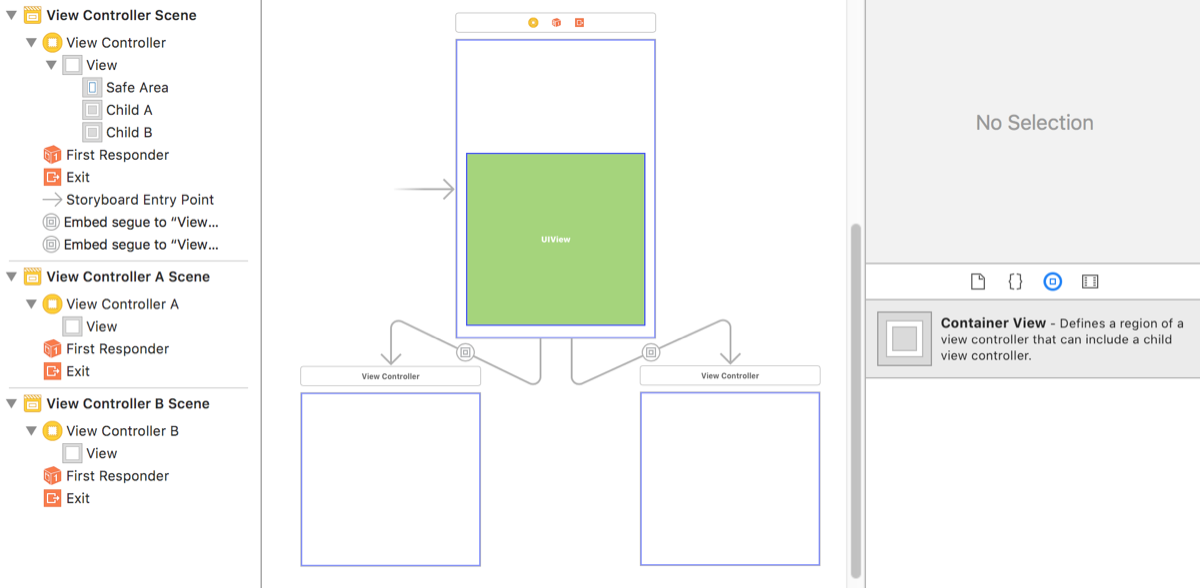 View Controller Scene
View Controller
View
Safe Area
Child A
Child B
First Responder
Exit
Storyboard Entry Point
Embed segue to “View...
Embed segue to “View...
View Controller A Scene
View Controller A
View
First Responder
Exit
View Controller B Scene
View Controller B
View
First Responder
Exit
UIView
View Controller
View Controller
No Selection
{}
Container View - Defines a region of a
view controller that can include a child
view controller.